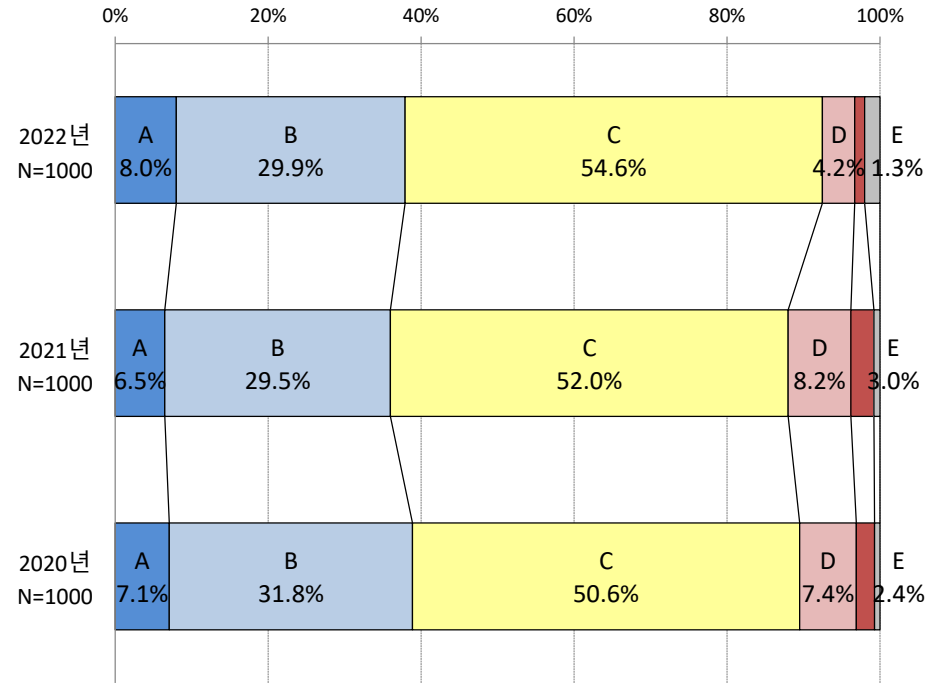 0% 20% 40% 60% 80% 100%
2022년
N=1000
A B C D E
8.0% 29.9% 54.6% 4.2% 1.3%
2021년
N=1000
A B C D E
6.5% 29.5% 52.0% 8.2% 3.0%
2020년
N=1000
A B C D E
7.1% 31.8% 50.6% 7.4% 2.4%